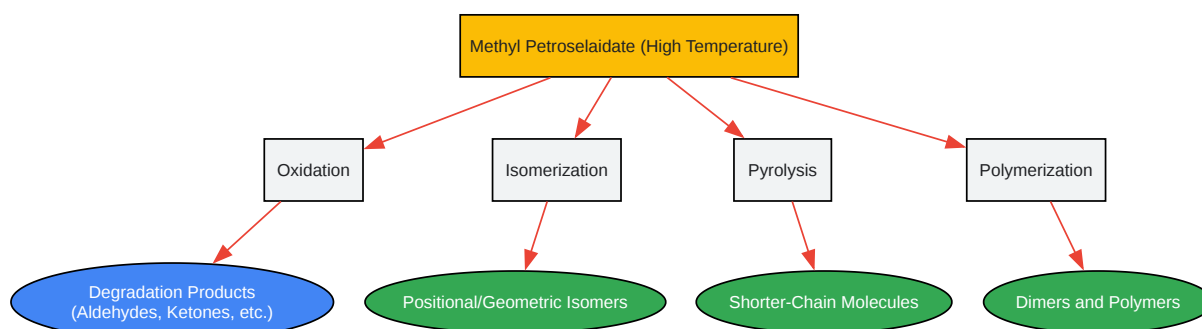 Methyl Petroselaidate (High Temperature)
Oxidation
Isomerization
Pyrolysis
Polymerization
Degradation Products
(Aldehydes, Ketones, etc.)
Positional/Geometric Isomers
Shorter-Chain Molecules
Dimers and Polymers